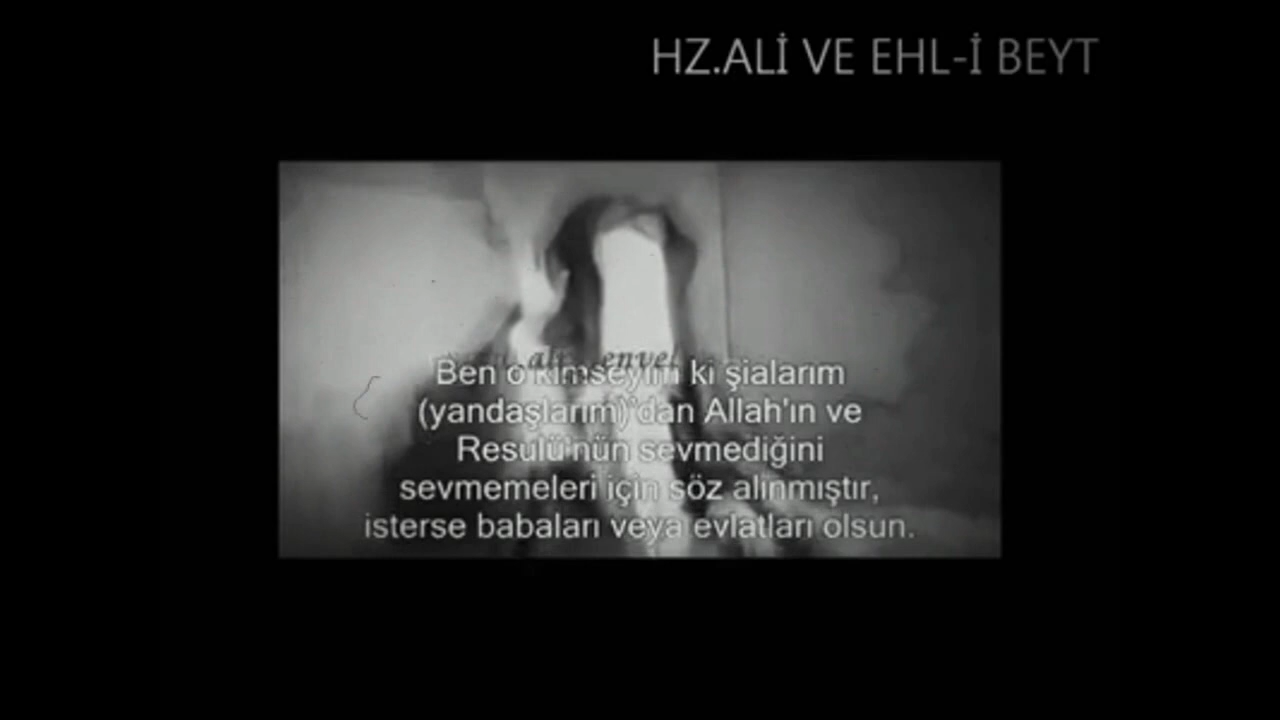 HZ.ALİ VE EHL-İ BEYT
Ben o kimseyim ki şialarım
(yandaşlarım)'dan Allah'ın ve
Resulü'nün sevmediğini
sevmemeleri için söz alınmıştır,
isterse babaları veya evlatları olsun.